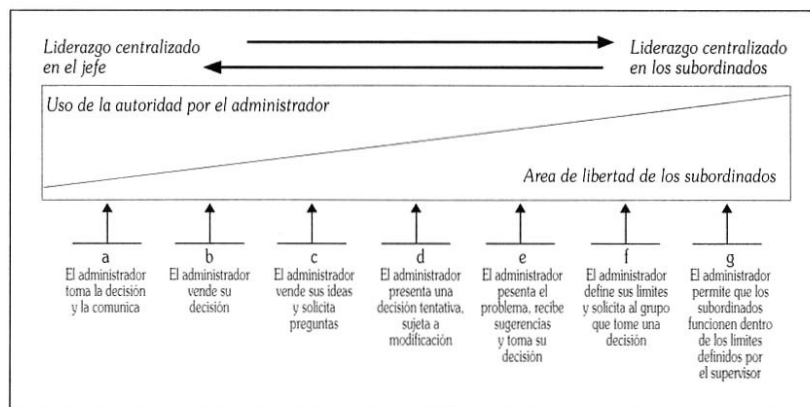 Liderazgo centralizado
en el jefe
Liderazgo centralizado
en los subordinados
Uso de la autoridad por el administrador
Area de libertad de los subordinados
a
El administrador
toma la decisión
y la comunica
b
El administrador
vende su
decisión
c
El administrador
vende sus ideas
y solicita
preguntas
d
El administrador
presenta una
decisión tentativa,
sujeta a
modificación
e
El administrador
pesenta el
problema, recibe
sugerencias
y toma su
decisión
f
El administrador
define sus limites
y solicita al grupo
que tome una
decisión
g
El administrador
permite que los
subordinados
funcionen dentro
de los limites
definidos por
el supervisor